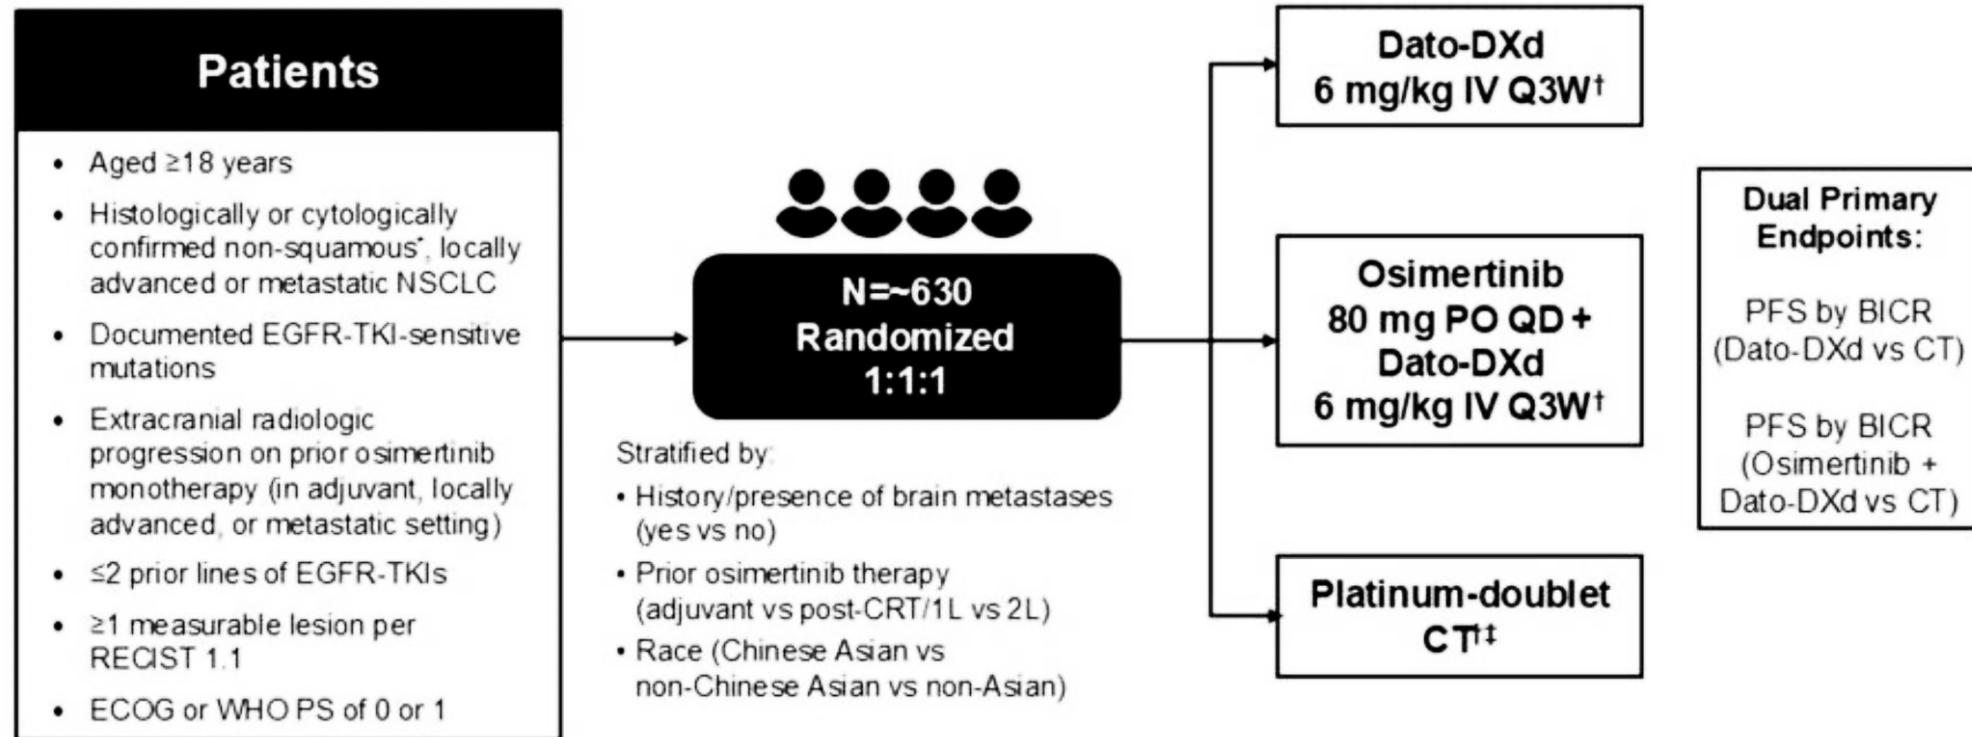 Patients
• Aged ≥18 years
• Histologically or cytologically
confirmed non-squamous*, locally
advanced or metastatic NSCLC
• Documented EGFR-TKI-sensitive
mutations
• Extracranial radiologic
progression on prior osimertinib
monotherapy (in adjuvant, locally
advanced, or metastatic setting)
• ≤2 prior lines of EGFR-TKIs
• ≥1 measurable lesion per
RECIST 1.1
• ECOG or WHO PS of 0 or 1
N=~630
Randomized
1:1:1
Stratified by:
• History/presence of brain metastases
(yes vs no)
• Prior osimertinib therapy
(adjuvant vs post-CRT/1L vs 2L)
• Race (Chinese Asian vs
non-Chinese Asian vs non-Asian)
Dato-DXd
6 mg/kg IV Q3W†
Osimertinib
80 mg PO QD +
Dato-DXd
6 mg/kg IV Q3W†
Platinum-doublet
CT†‡
Dual Primary
Endpoints:
PFS by BICR
(Dato-DXd vs CT)
PFS by BICR
(Osimertinib +
Dato-DXd vs CT)